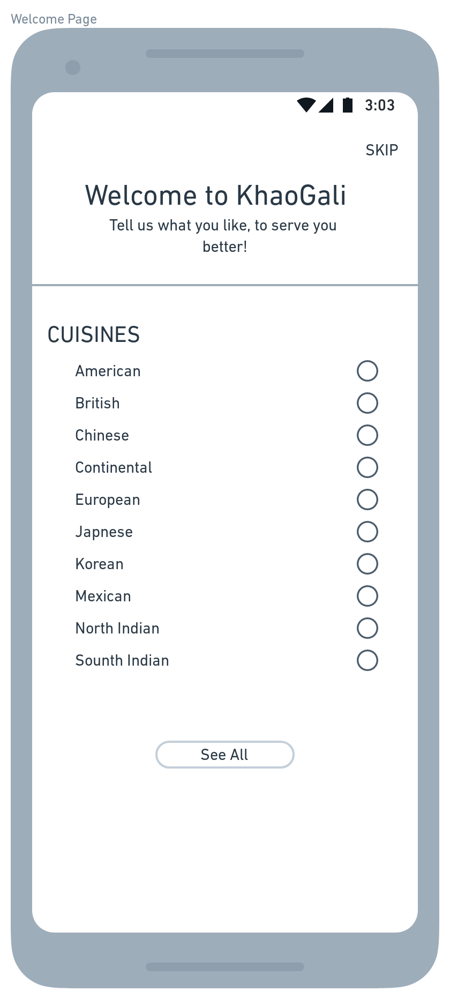 Welcome Page
3:03
SKIP
Welcome to KhaoGali
Tell us what you like, to serve you
better!
CUISINES
American
British
Chinese
Continental
European
Japnese
Korean
Mexican
North Indian
Sounth Indian
See All